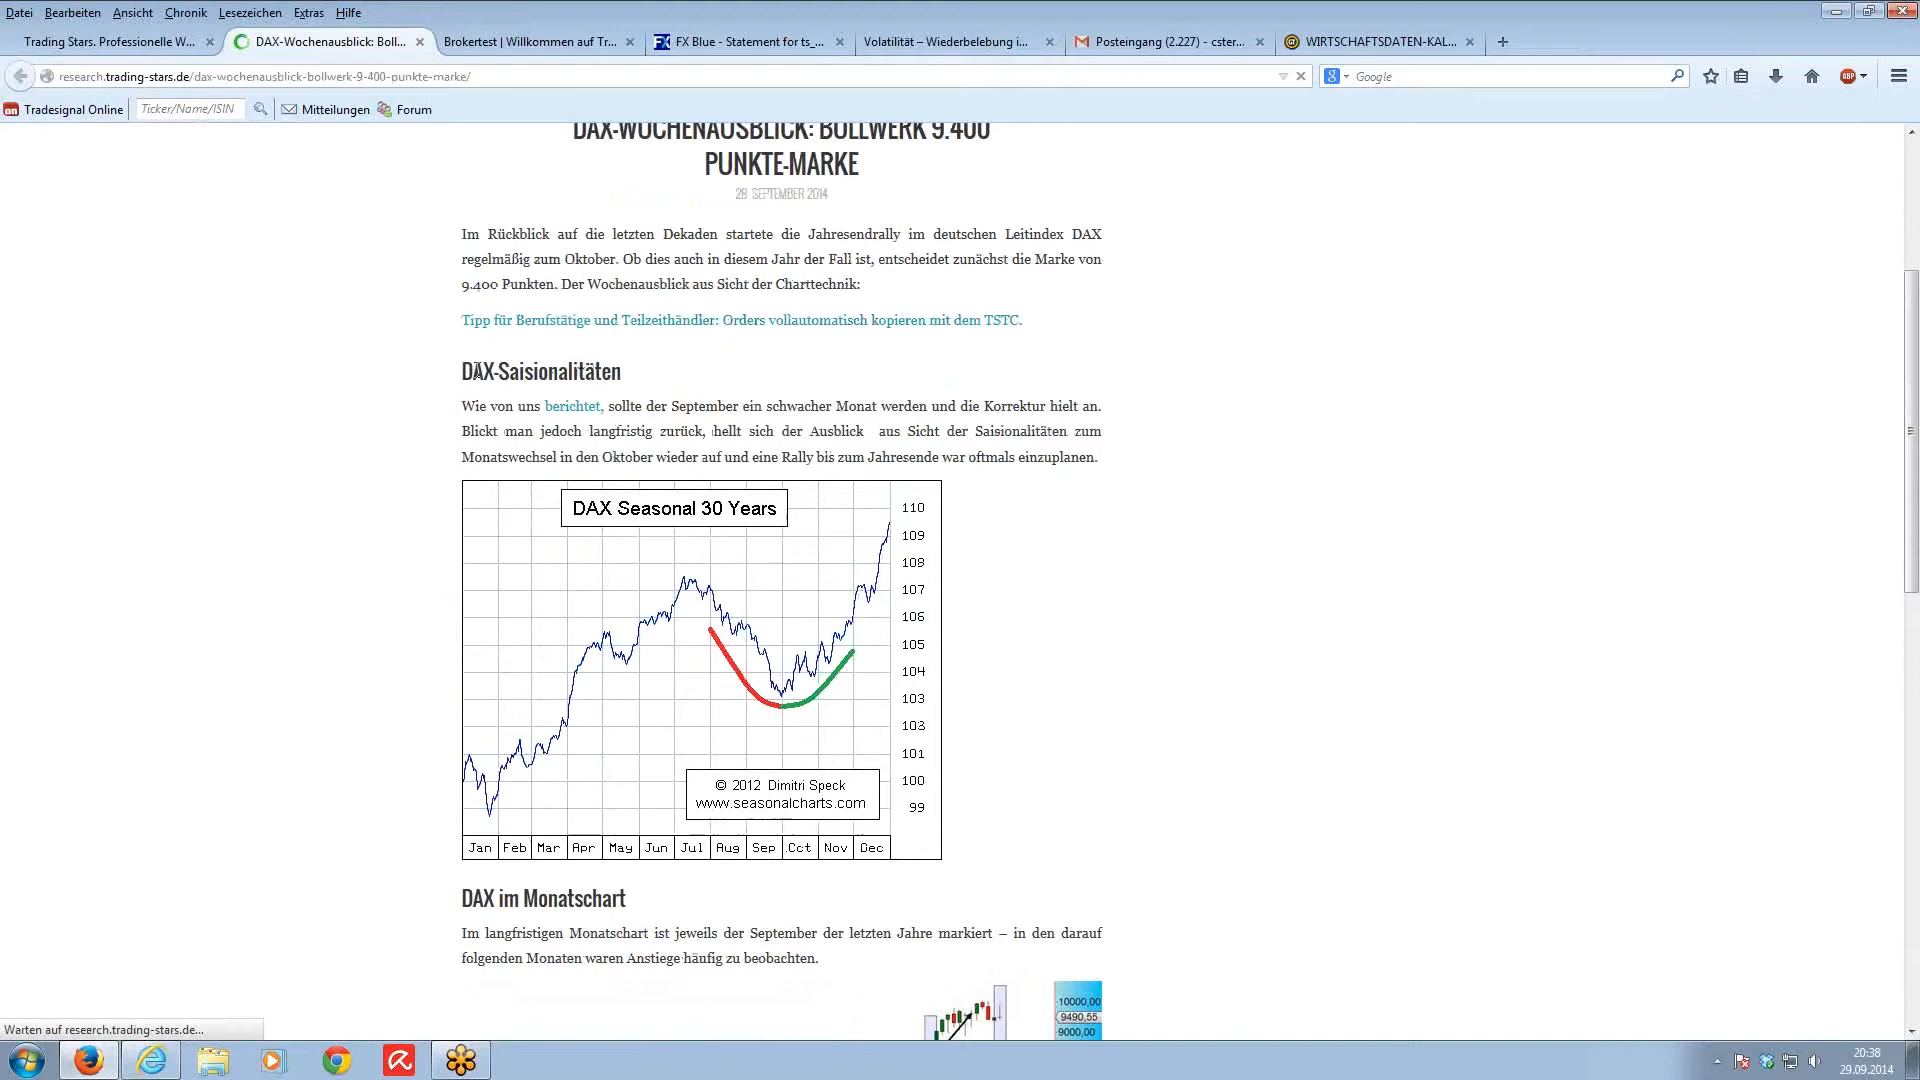 Datei Bearbeiten Ansicht Chronik Lesezeichen Extras Hilfe
Trading Stars. Professionelle W...
DAX-Wochenausblick: Boll...
Brokertest | Willkommen auf Tr...
FX Blue - Statement for ts_...
Volatilität – Wiederbelebung i...
Posteingang (2.227) - cster...
WIRTSCHAFTSDATEN-KAL...
research.trading-stars.de/dax-wochenausblick-bollwerk-9-400-punkte-marke/
Google
ABP
on Tradesignal Online
Ticker/Name/ISIN
Mitteilungen
Forum
DAX-WOCHENAUSBLICK: BOLLWERK 9.400
PUNKTE-MARKE
28 SEPTEMBER 2014
Im Rückblick auf die letzten Dekaden startete die Jahresendrally im deutschen Leitindex DAX
regelmäßig zum Oktober. Ob dies auch in diesem Jahr der Fall ist, entscheidet zunächst die Marke von
9.400 Punkten. Der Wochenausblick aus Sicht der Charttechnik:
Tipp für Berufstätige und Teilzeithändler: Orders vollautomatisch kopieren mit dem TSTC.
DAX-Saisionalitäten
Wie von uns berichtet, sollte der September ein schwacher Monat werden und die Korrektur hielt an.
Blickt man jedoch langfristig zurück, hellt sich der Ausblick aus Sicht der Saisionalitäten zum
Monatswechsel in den Oktober wieder auf und eine Rally bis zum Jahresende war oftmals einzuplanen.
DAX Seasonal 30 Years
110
109
108
107
106
105
104
103
103
101
100
99
© 2012 Dimitri Speck
www.seasonalcharts.com
Jan Feb Mar Apr May Jun Jul Aug Sep Oct Nov Dec
DAX im Monatschart
Im langfristigen Monatschart ist jeweils der September der letzten Jahre markiert – in den darauf
folgenden Monaten waren Anstiege häufig zu beobachten.
10000,00
9490,55
9000,00
Warten auf research.trading-stars.de...
20:38
29.09.2014